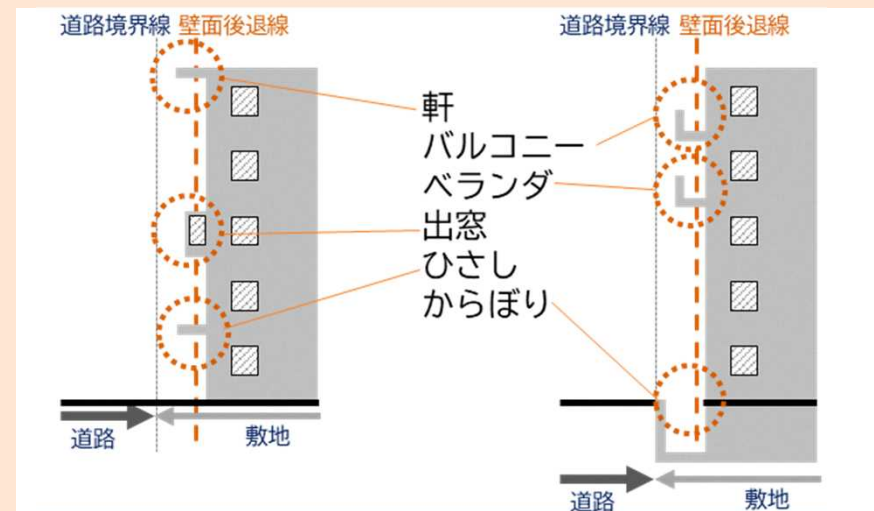 道路境界線 壁面後退線
道路境界線 壁面後退線
軒
バルコニー
ベランダ
出窓
ひさし
からぼり
道路
敷地
道路
敷地